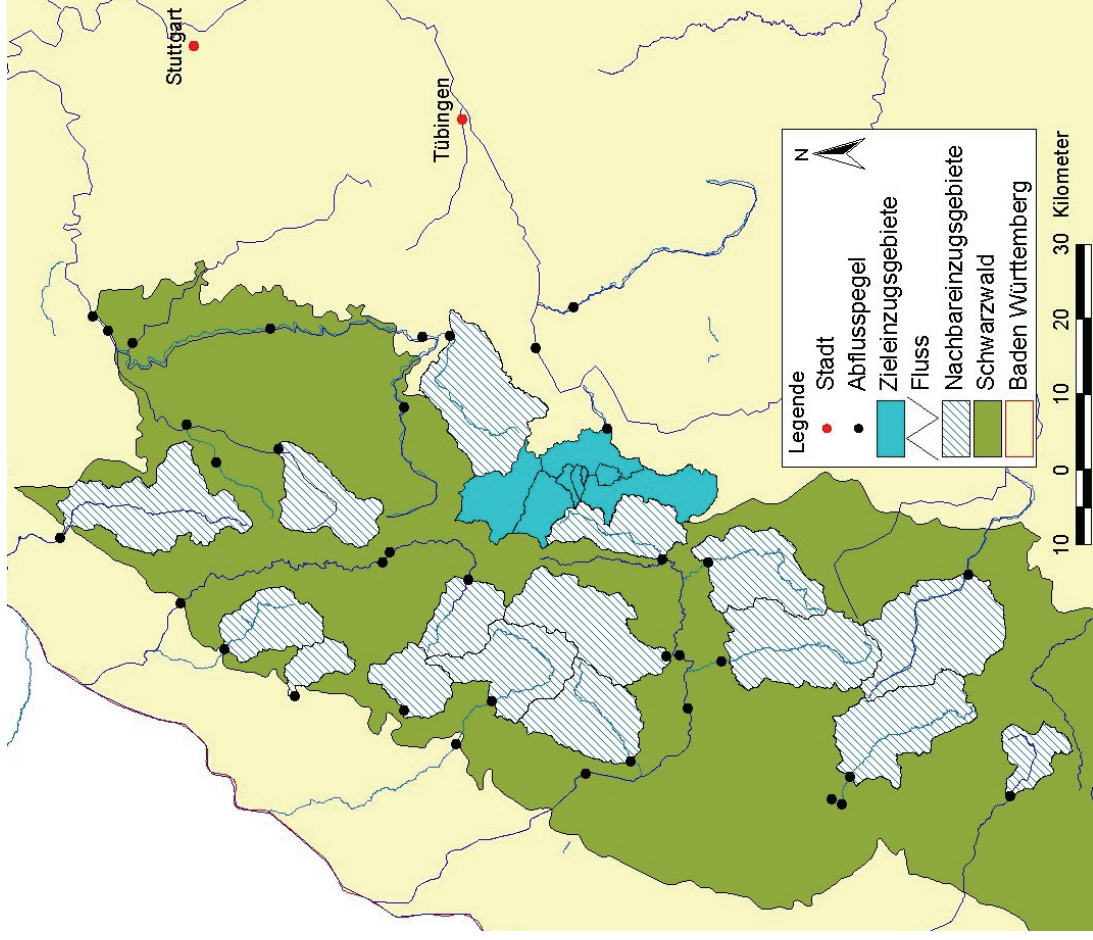 Stuttgart
Tübingen
Legende
Stadt
Abflusspegel
Zieleinzugsgebiete
Fluss
Nachbareinzugsgebiete
Schwarzwald
Baden Württemberg
N
10 0 10 20 30 Kilometer